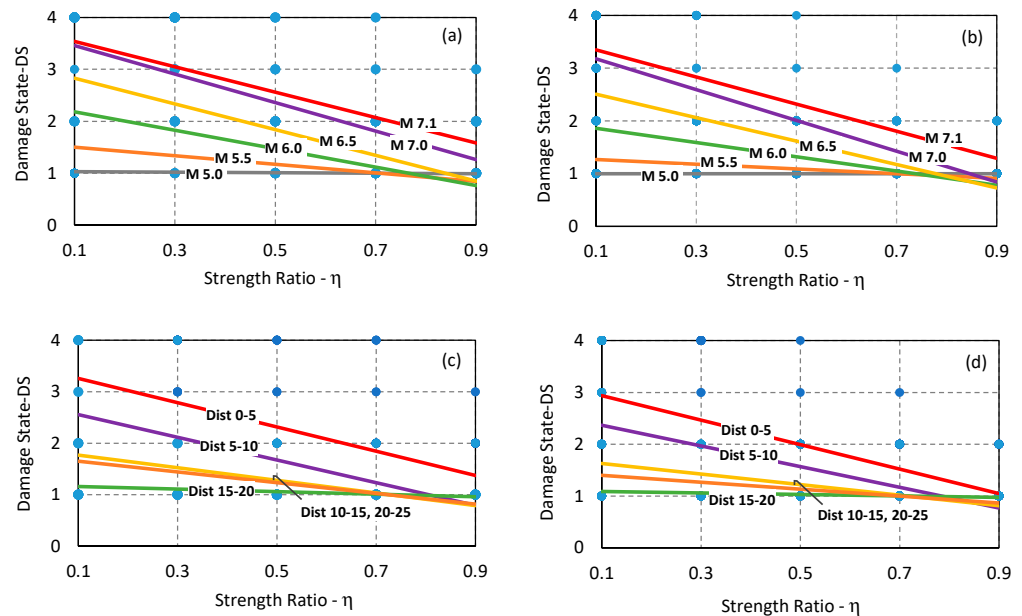 (a)
Damage State-DS
4
3
2
1
0
M 7.1
M 7.0
M 6.5
M 6.0
M 5.5
M 5.0
0.1 0.3 0.5 0.7 0.9
Strength Ratio - η
(b)
Damage State-DS
4
3
2
1
0
M 7.1
M 7.0
M 6.5
M 6.0
M 5.5
M 5.0
0.1 0.3 0.5 0.7 0.9
Strength Ratio - η
(c)
Damage State-DS
4
3
2
1
0
Dist 0-5
Dist 5-10
Dist 15-20
Dist 10-15, 20-25
0.1 0.3 0.5 0.7 0.9
Strength Ratio - η
(d)
Damage State-DS
4
3
2
1
0
Dist 0-5
Dist 5-10
Dist 15-20
Dist 10-15, 20-25
0.1 0.3 0.5 0.7 0.9
Strength Ratio - η